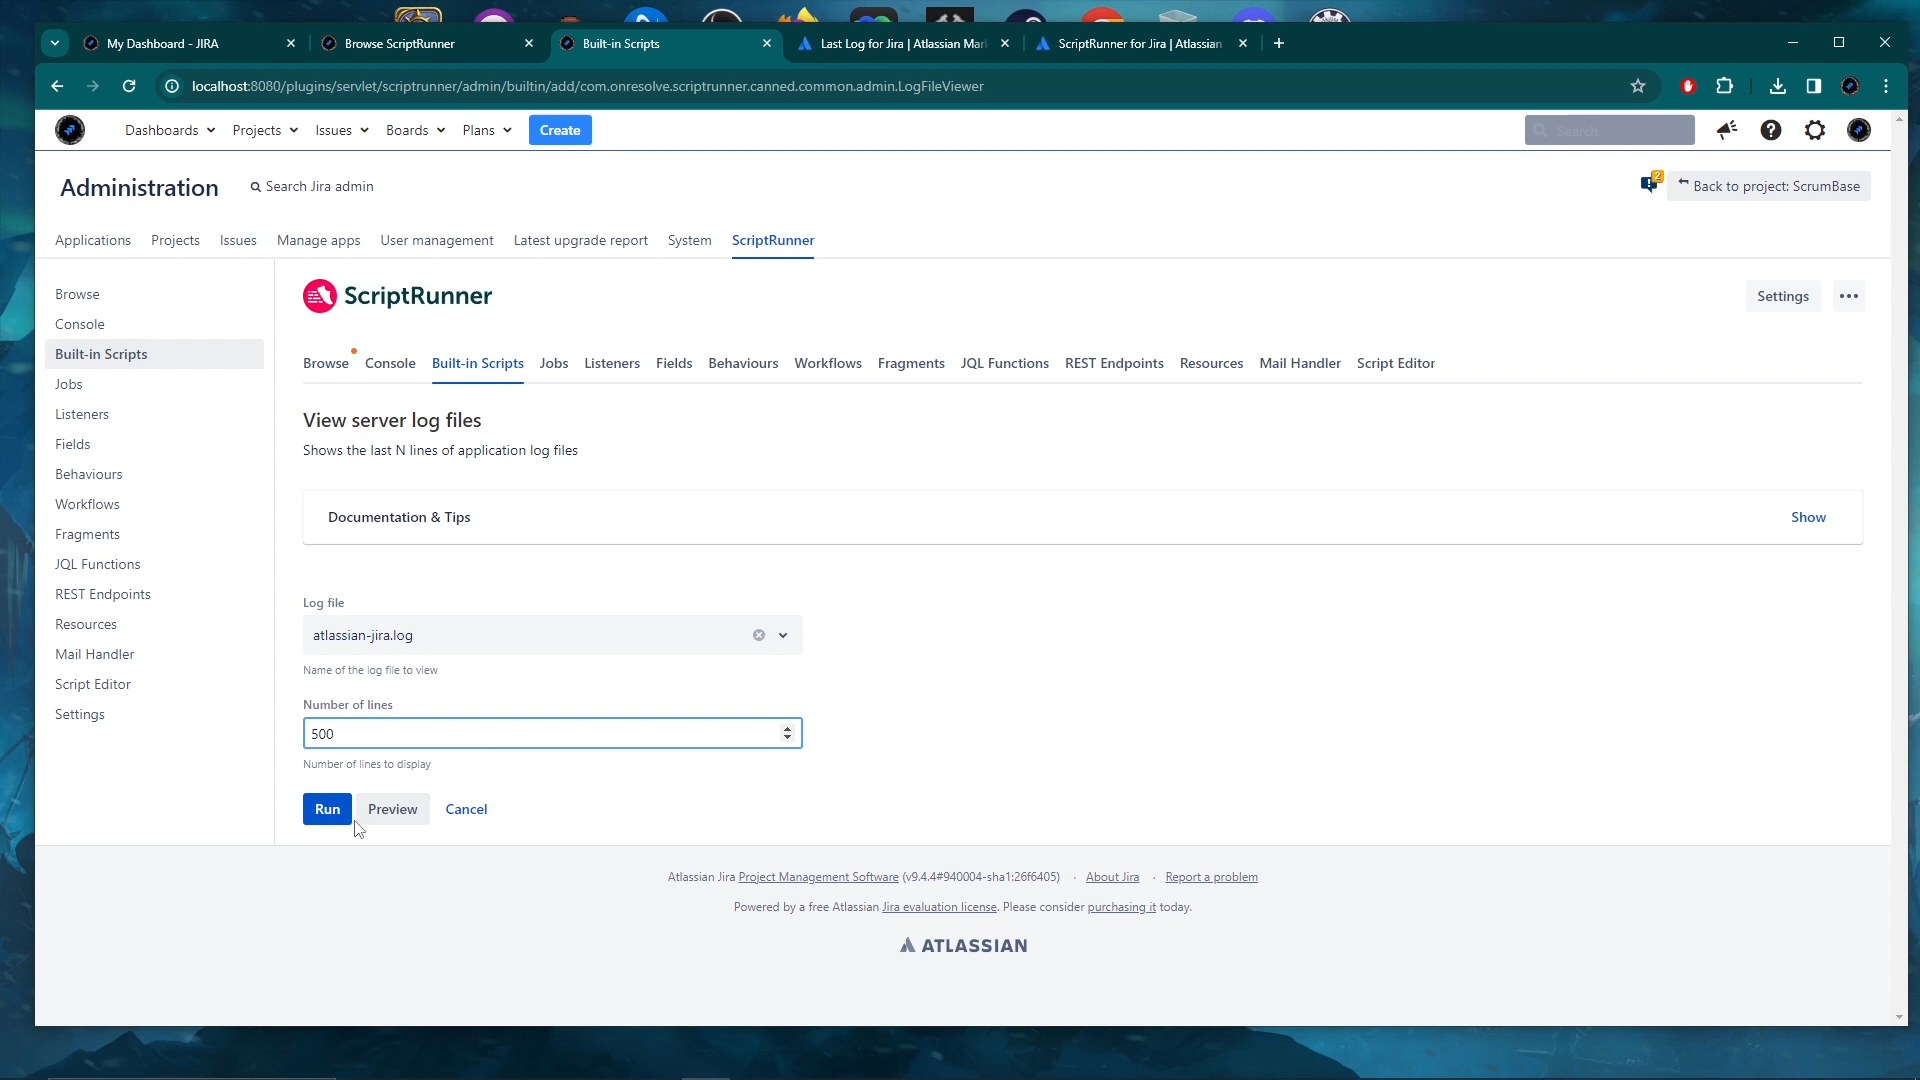 My Dashboard - JIRA
Browse ScriptRunner
Built-in Scripts
Last Log for Jira | Atlassian Mar
ScriptRunner for Jira | Atlassian
localhost:8080/plugins/servlet/scriptrunner/admin/builtin/add/com.onresolve.scriptrunner.canned.common.admin.LogFileViewer
Dashboards Projects Issues Boards Plans Create
Search
Administration
Search Jira admin
2
Back to project: ScrumBase
Applications Projects Issues Manage apps User management Latest upgrade report System ScriptRunner
Browse
Console
Built-in Scripts
Jobs
Listeners
Fields
Behaviours
Workflows
Fragments
JQL Functions
REST Endpoints
Resources
Mail Handler
Script Editor
Settings
ScriptRunner
Settings
Browse Console Built-in Scripts Jobs Listeners Fields Behaviours Workflows Fragments JQL Functions REST Endpoints Resources Mail Handler Script Editor
View server log files
Shows the last N lines of application log files
Documentation & Tips
Show
Log file
atlassian-jira.log
Name of the log file to view
Number of lines
500
Number of lines to display
Run Preview Cancel
Atlassian Jira Project Management Software (v9.4.4#940004-sha1:26f6405) · About Jira · Report a problem
Powered by a free Atlassian Jira evaluation license. Please consider purchasing it today.
ATLASSIAN